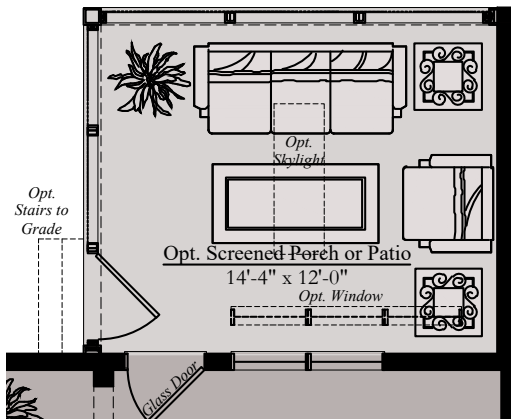 Opt.
Skylight
Opt.
Stairs to
Grade
Opt. Screened Porch or Patio
14'-4" x 12'-0"
Opt. Window
Glass Door